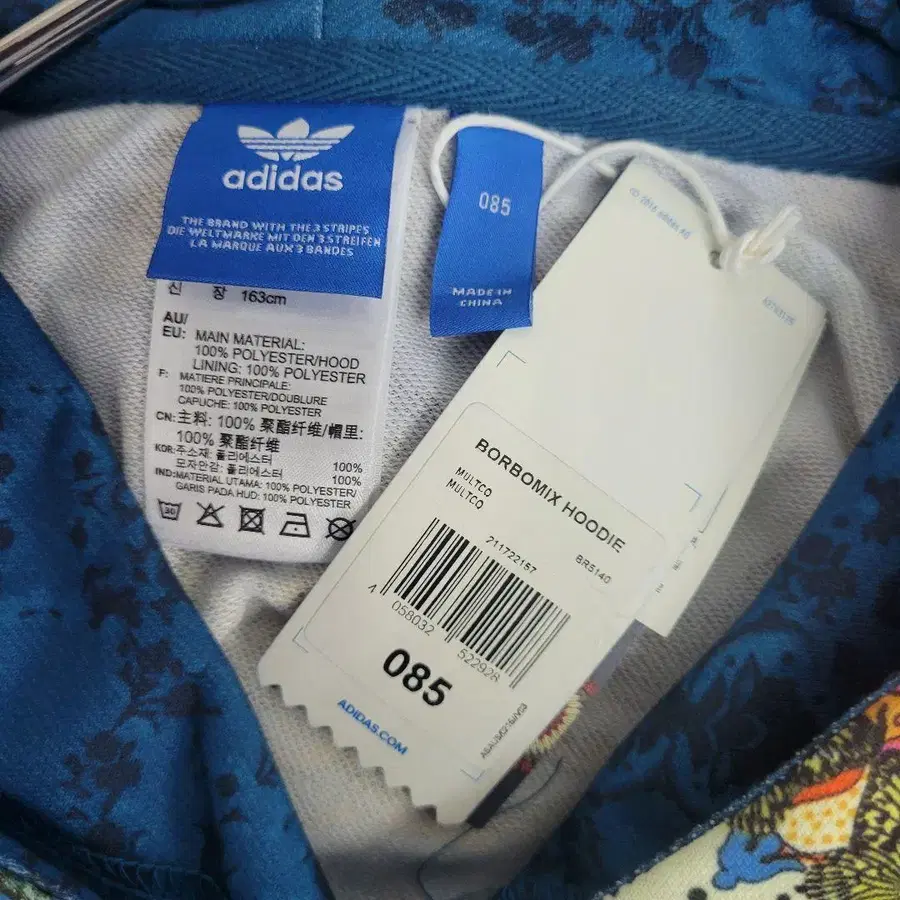 adidas
THE BRAND WITH THE 3 STRIPES
DIE WELTMARKE MIT DEN 3 STREIFEN
LA MARQUE AUX 3 BANDES
신 장 163cm
AU/
EU: MAIN MATERIAL:
100% POLYESTER/HOOD
LINING: 100% POLYESTER
F: MATIERE PRINCIPALE:
100% POLYESTER/DOUBLURE
CAPUCHE: 100% POLYESTER
CN: 主料: 100% 聚酯纤维/帽里:
100% 聚酯纤维
KOR: 주소재: 폴리에스터 100%
모자안감: 폴리에스터 100%
IND: MATERIAL UTAMA: 100% POLYESTER/
GARIS PADA HUD: 100% POLYESTER
30
085
MADE IN
CHINA
BORBOMIX HOODIE
MULTCO
MULTCO
211722157 BR5140
4 058032 522928
085
ADIDAS.COM